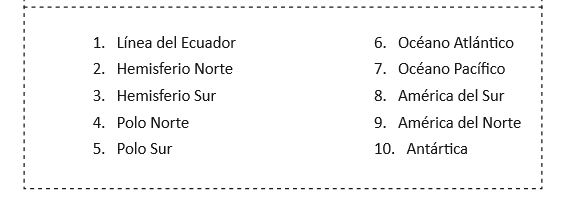 1. Línea del Ecuador
2. Hemisferio Norte
3. Hemisferio Sur
4. Polo Norte
5. Polo Sur
6. Océano Atlántico
7. Océano Pacífico
8. América del Sur
9. América del Norte
10. Antártica